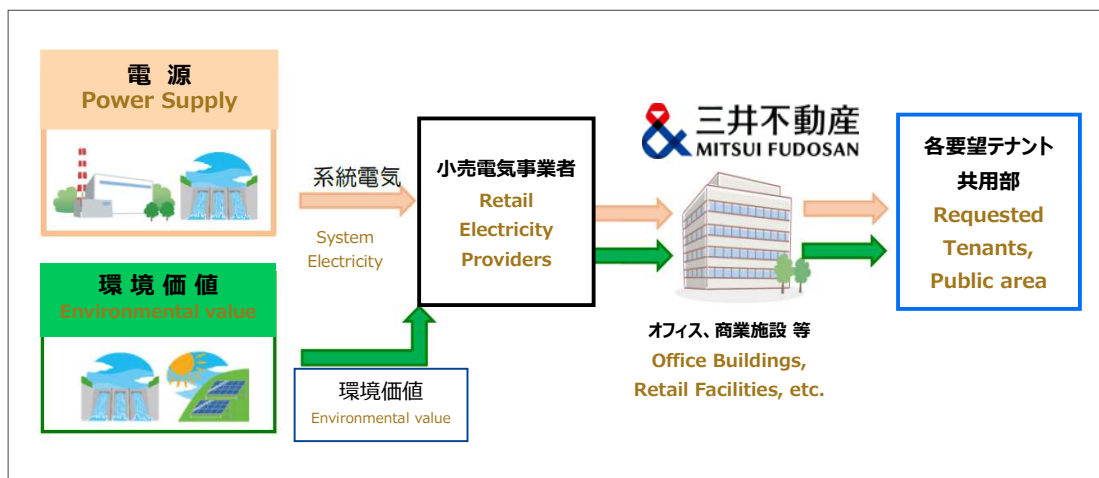 電 源
Power Supply
環 境 価 値
Environmental value
系統電気
System
Electricity
環境価値
Environmental value
小売電気事業者
Retail
Electricity
Providers
三井不動産
MITSUI FUDOSAN
オフィス、商業施設 等
Office Buildings,
Retail Facilities, etc.
各要望テナント
共用部
Requested
Tenants,
Public area